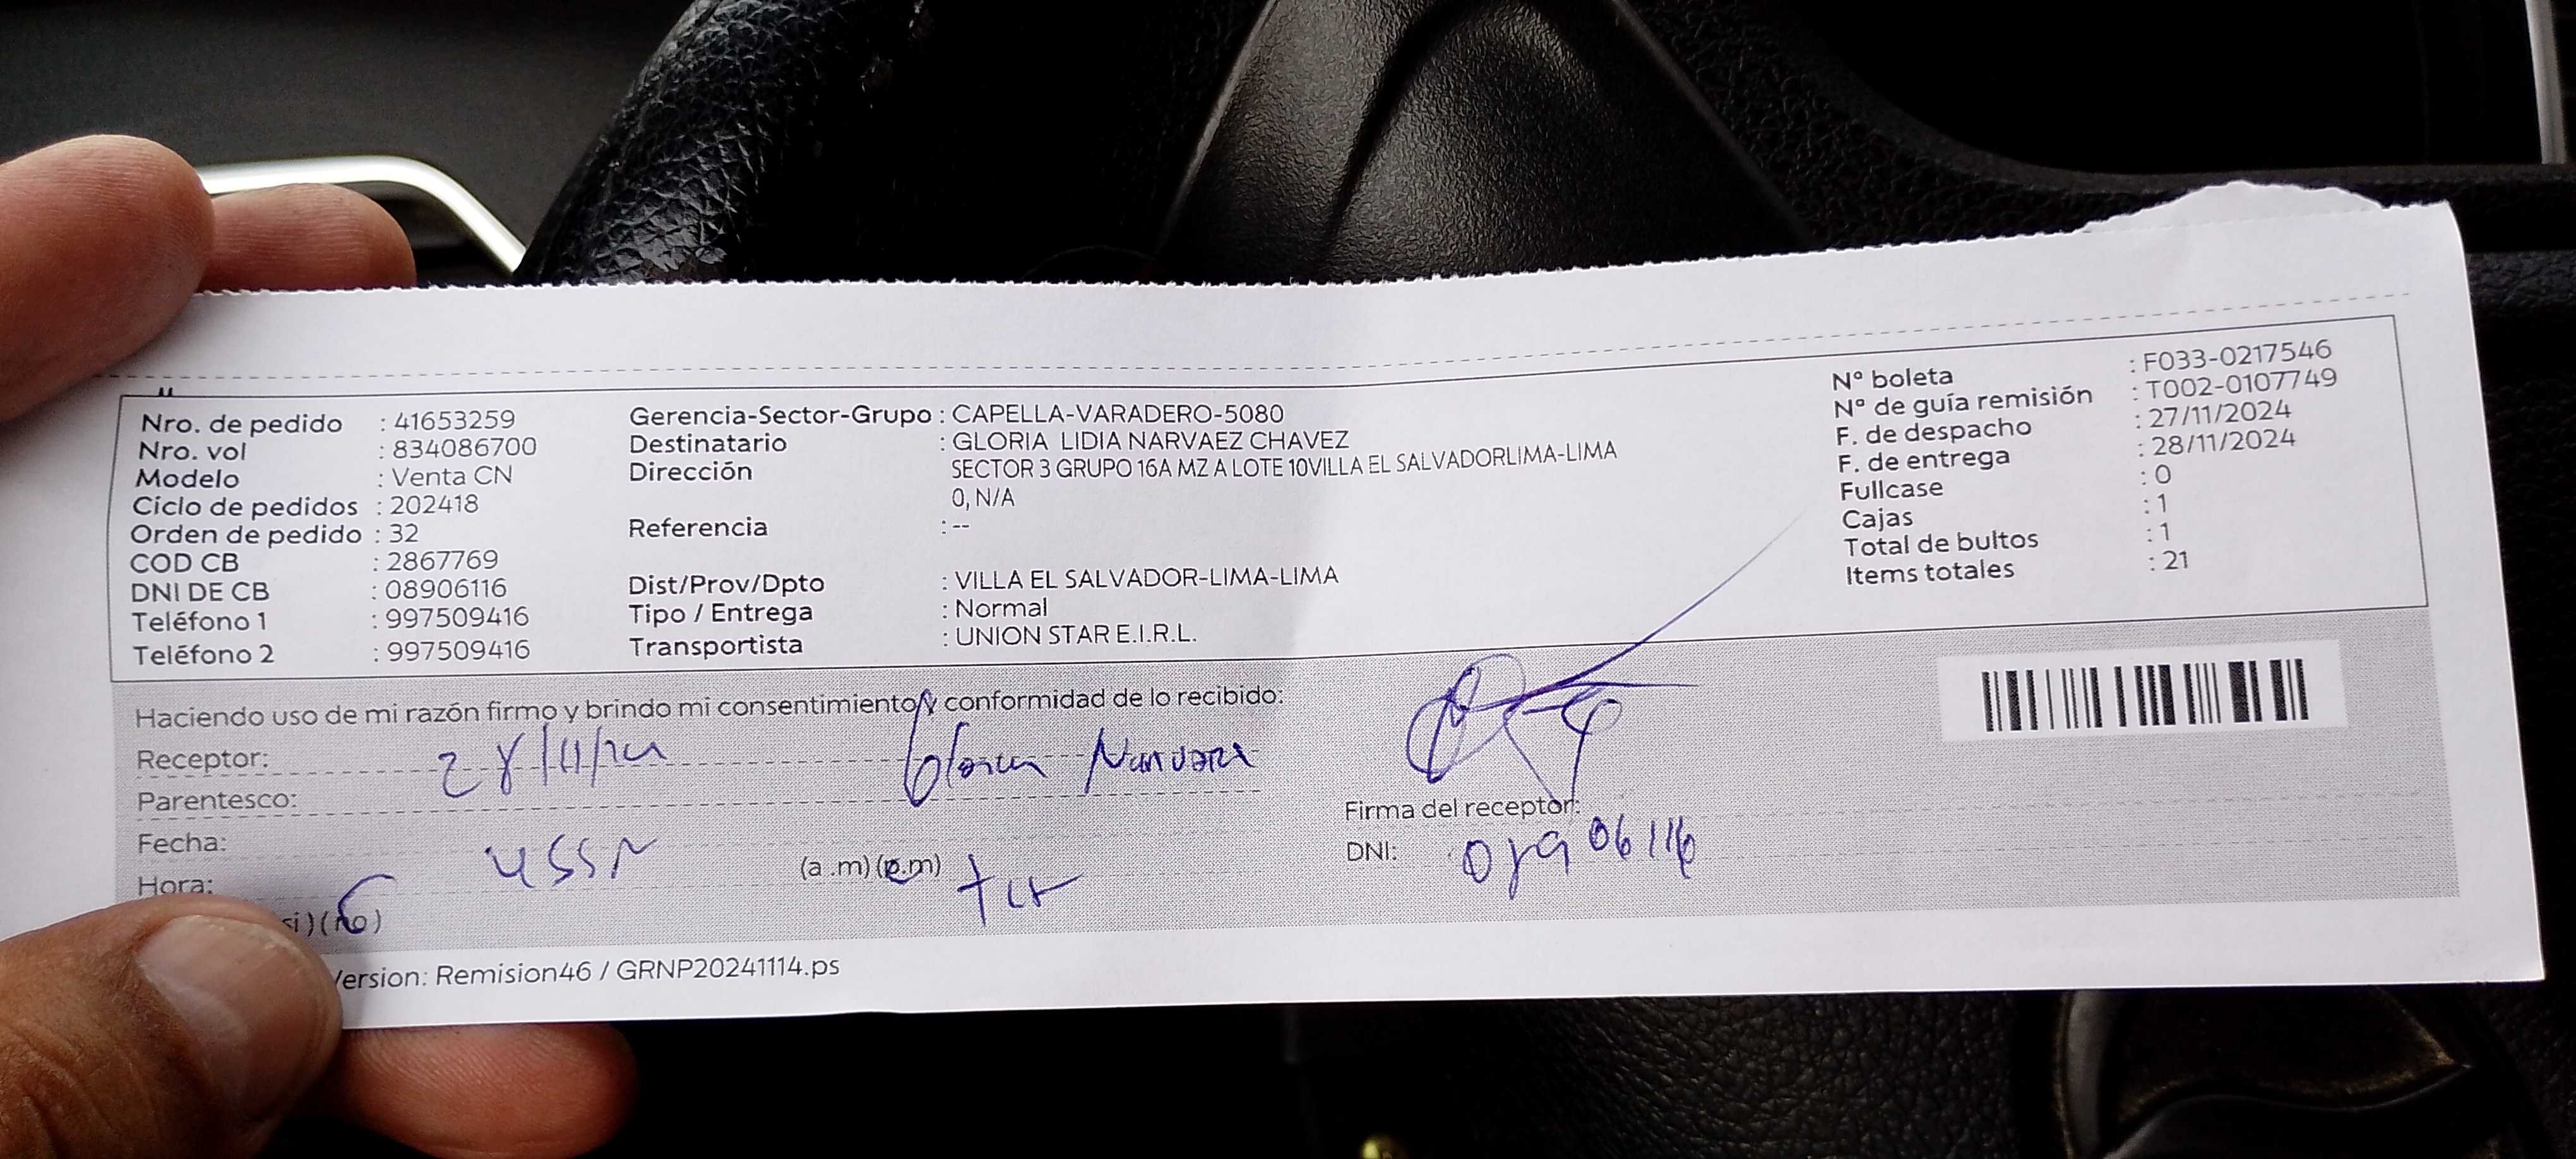 Nro. de pedido : 41653259
Nro. vol : 834086700
Modelo : Venta CN
Ciclo de pedidos : 202418
Orden de pedido : 32
COD CB : 2867769
DNI DE CB : 08906116
Teléfono 1 : 997509416
Teléfono 2 : 997509416
Gerencia-Sector-Grupo : CAPELLA-VARADERO-5080
Destinatario : GLORIA LIDIA NARVAEZ CHAVEZ
Dirección SECTOR 3 GRUPO 16A MZ A LOTE 10VILLA EL SALVADORLIMA-LIMA
0, N/A
Referencia : --
Dist/Prov/Dpto : VILLA EL SALVADOR-LIMA-LIMA
Tipo / Entrega : Normal
Transportista : UNION STAR E.I.R.L.
N° boleta : F033-0217546
N° de guía remisión : T002-0107749
F. de despacho : 27/11/2024
F. de entrega : 28/11/2024
Fullcase : 0
Cajas : 1
Total de bultos : 1
Items totales : 21
Haciendo uso de mi razón firmo y brindo mi consentimiento y conformidad de lo recibido:
Receptor: 28/11/24 Gloria
Parentesco:
Fecha:
Hora: (a .m) (p.m)
si ) ( no )
Firma del receptor:
DNI: 08906116
Version: Remision46 / GRNP20241114.ps